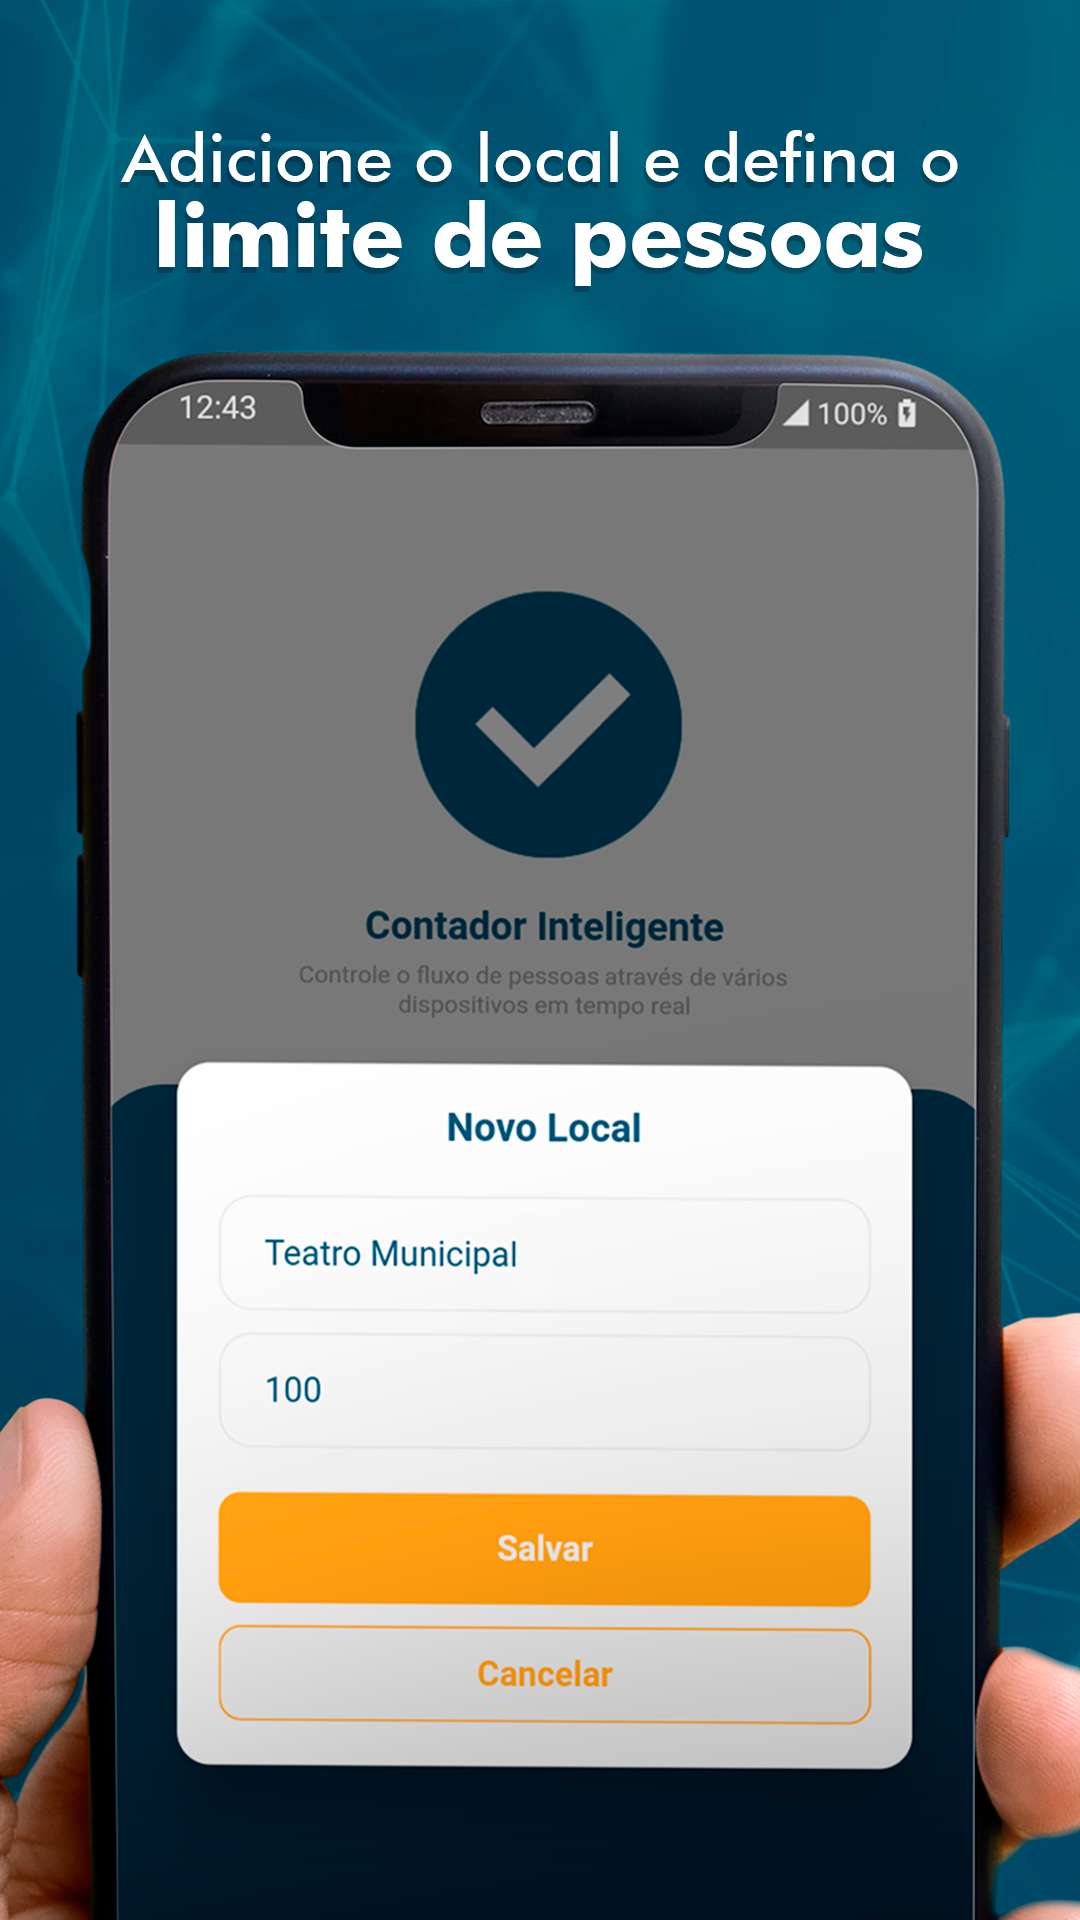 Adicione o local e defina o
limite de pessoas
12:43
100%
Contador Inteligente
Controle o fluxo de pessoas através de vários
dispositivos em tempo real
Novo Local
Teatro Municipal
100
Salvar
Cancelar